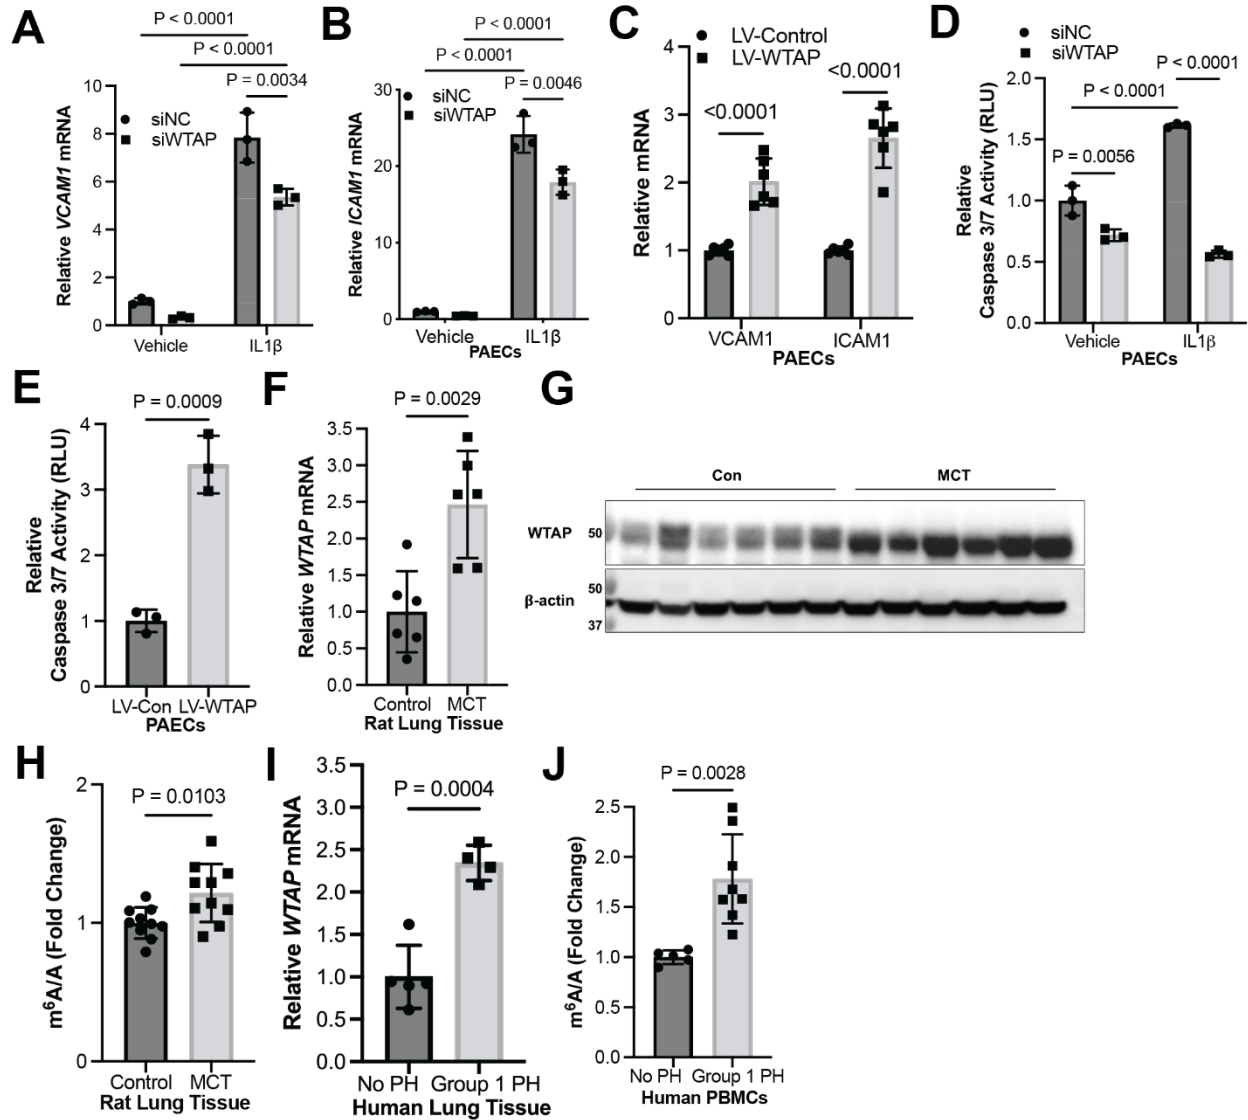 A
P < 0.0001
P < 0.0001
P = 0.0034
siNC
siWTAP
Relative VCAM1 mRNA
10
8
6
4
2
0
Vehicle
IL1β
B
P < 0.0001
P < 0.0001
P = 0.0046
siNC
siWTAP
Relative ICAM1 mRNA
30
20
10
0
Vehicle
IL1β
PAECs
C
LV-Control
LV-WTAP
<0.0001
<0.0001
Relative mRNA
4
3
2
1
0
VCAM1
ICAM1
PAECs
D
siNC
siWTAP
P < 0.0001
P < 0.0001
P = 0.0056
Relative
Caspase 3/7 Activity (RLU)
2.0
1.5
1.0
0.5
0.0
Vehicle
IL1β
PAECs
E
P = 0.0009
Relative
Caspase 3/7 Activity (RLU)
4
3
2
1
0
LV-Con LV-WTAP
PAECs
F
P = 0.0029
Relative WTAP mRNA
3.5
3.0
2.5
2.0
1.5
1.0
0.5
0.0
Control
MCT
Rat Lung Tissue
G
Con
MCT
WTAP
50
β-actin
50
37
H
P = 0.0103
m⁶A/A (Fold Change)
2
1
0
Control
MCT
Rat Lung Tissue
I
P = 0.0004
Relative WTAP mRNA
3.5
3.0
2.5
2.0
1.5
1.0
0.5
0.0
No PH Group 1 PH
Human Lung Tissue
J
P = 0.0028
m⁶A/A (Fold Change)
2.5
2.0
1.5
1.0
0.5
0.0
No PH Group 1 PH
Human PBMCs